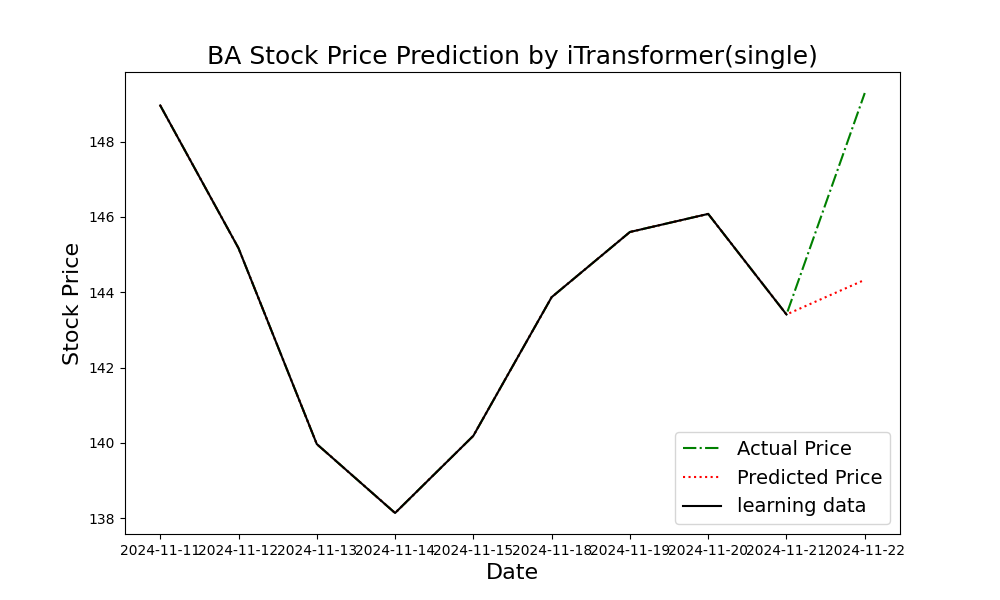 BA Stock Price Prediction by iTransformer(single)
Stock Price
148
146
144
142
140
138
Actual Price
Predicted Price
learning data
2024-11-11 2024-11-12 2024-11-13 2024-11-14 2024-11-15 2024-11-18 2024-11-19 2024-11-20 2024-11-21 2024-11-22
Date